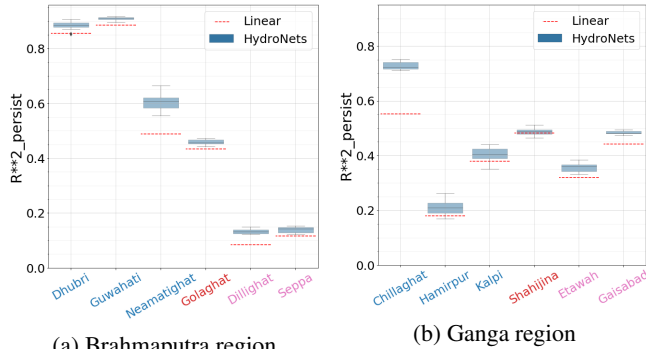 Linear
HydroNets
R**2_persist
0.8
0.6
0.4
0.2
0.0
Dhubri
Guwahati
Neamatighat
Golaghat
Dillighat
Seppa
(a) Brahmaputra region
Linear
HydroNets
R**2_persist
0.8
0.6
0.4
0.2
0.0
Chillaghat
Hamirpur
Kalpi
Shahijina
Etawah
Gaisabad
(b) Ganga region